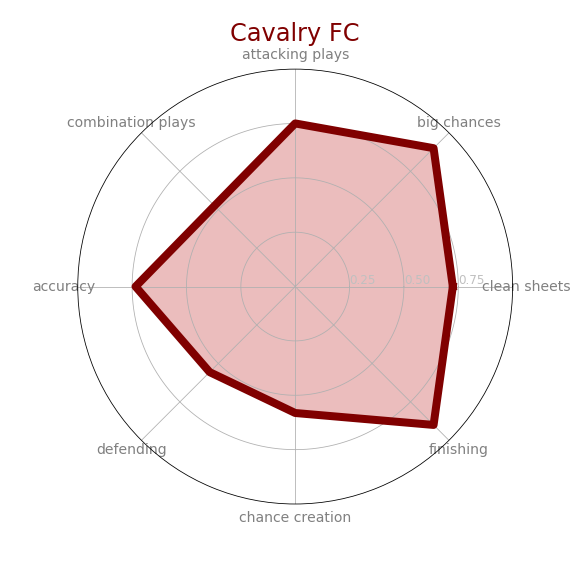 Cavalry FC
attacking plays
combination plays
big chances
0.25
0.50
0.75
accuracy
clean sheets
defending
finishing
chance creation